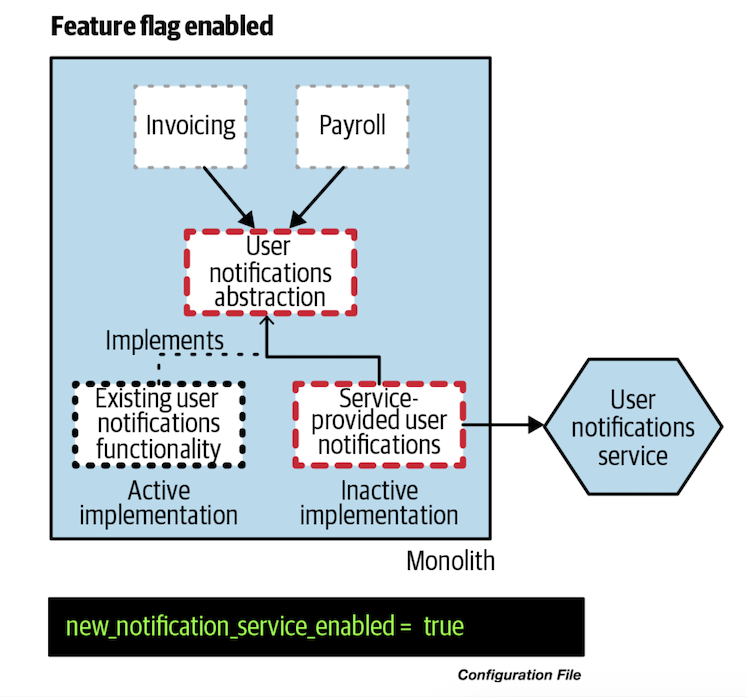 Feature flag enabled
Invoicing
Payroll
User
notifications
abstraction
Implements
Existing user
notifications
functionality
Service-
provided user
notifications
User
notifications
service
Active
implementation
Inactive
implementation
Monolith
new_notification_service_enabled = true
Configuration File